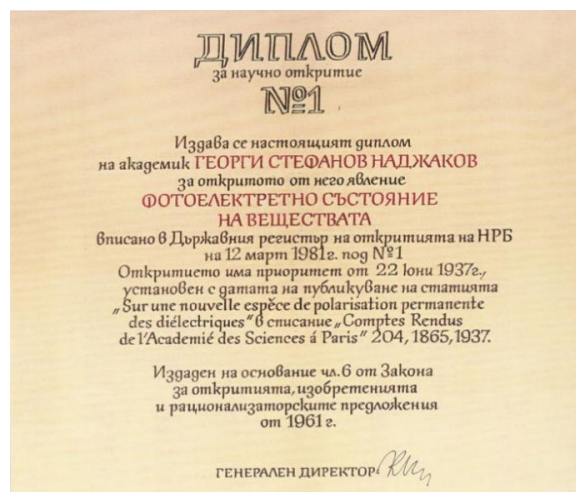 ДИПЛОМ
за научно откритие
№1
Издава се настоящият диплом
на академик ГЕОРГИ СТЕФАНОВ НАДЖАКОВ
за откритото от него явление
ФОТОЕЛЕКТРЕТНО СЪСТОЯНИЕ
НА ВЕЩЕСТВАТА
вписано в Държавния регистър на откритията на НРБ
на 12 март 1981г. под №1
Откритието има приоритет от 22 юни 1937г.,
установен с датата на публикуване на статията
„Sur une nouvelle espèce de polarisation permanente
des diélectriques" в списание „Comptes Rendus
de l'Academié des Sciences á Paris" 204, 1865, 1937.
Издаден на основание чл. 6 от Закона
за откритията, изобретенията
и рационализаторските предложения
от 1961 г.
ГЕНЕРАЛЕН ДИРЕКТОР: